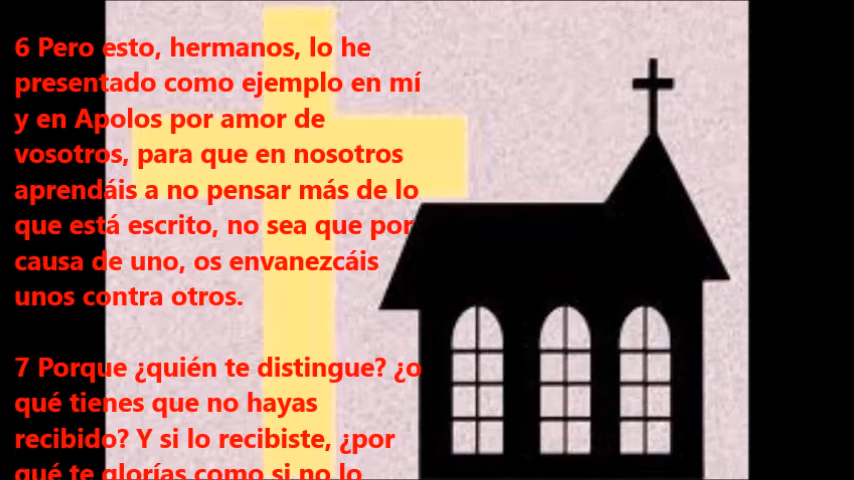 6 Pero esto, hermanos, lo he
presentado como ejemplo en mí
y en Apolos por amor de
vosotros, para que en nosotros
aprendáis a no pensar más de lo
que está escrito, no sea que por
causa de uno, os envanezcáis
unos contra otros.
7 Porque ¿quién te distingue? ¿o
qué tienes que no hayas
recibido? Y si lo recibiste, ¿por
qué te glorías como si no lo